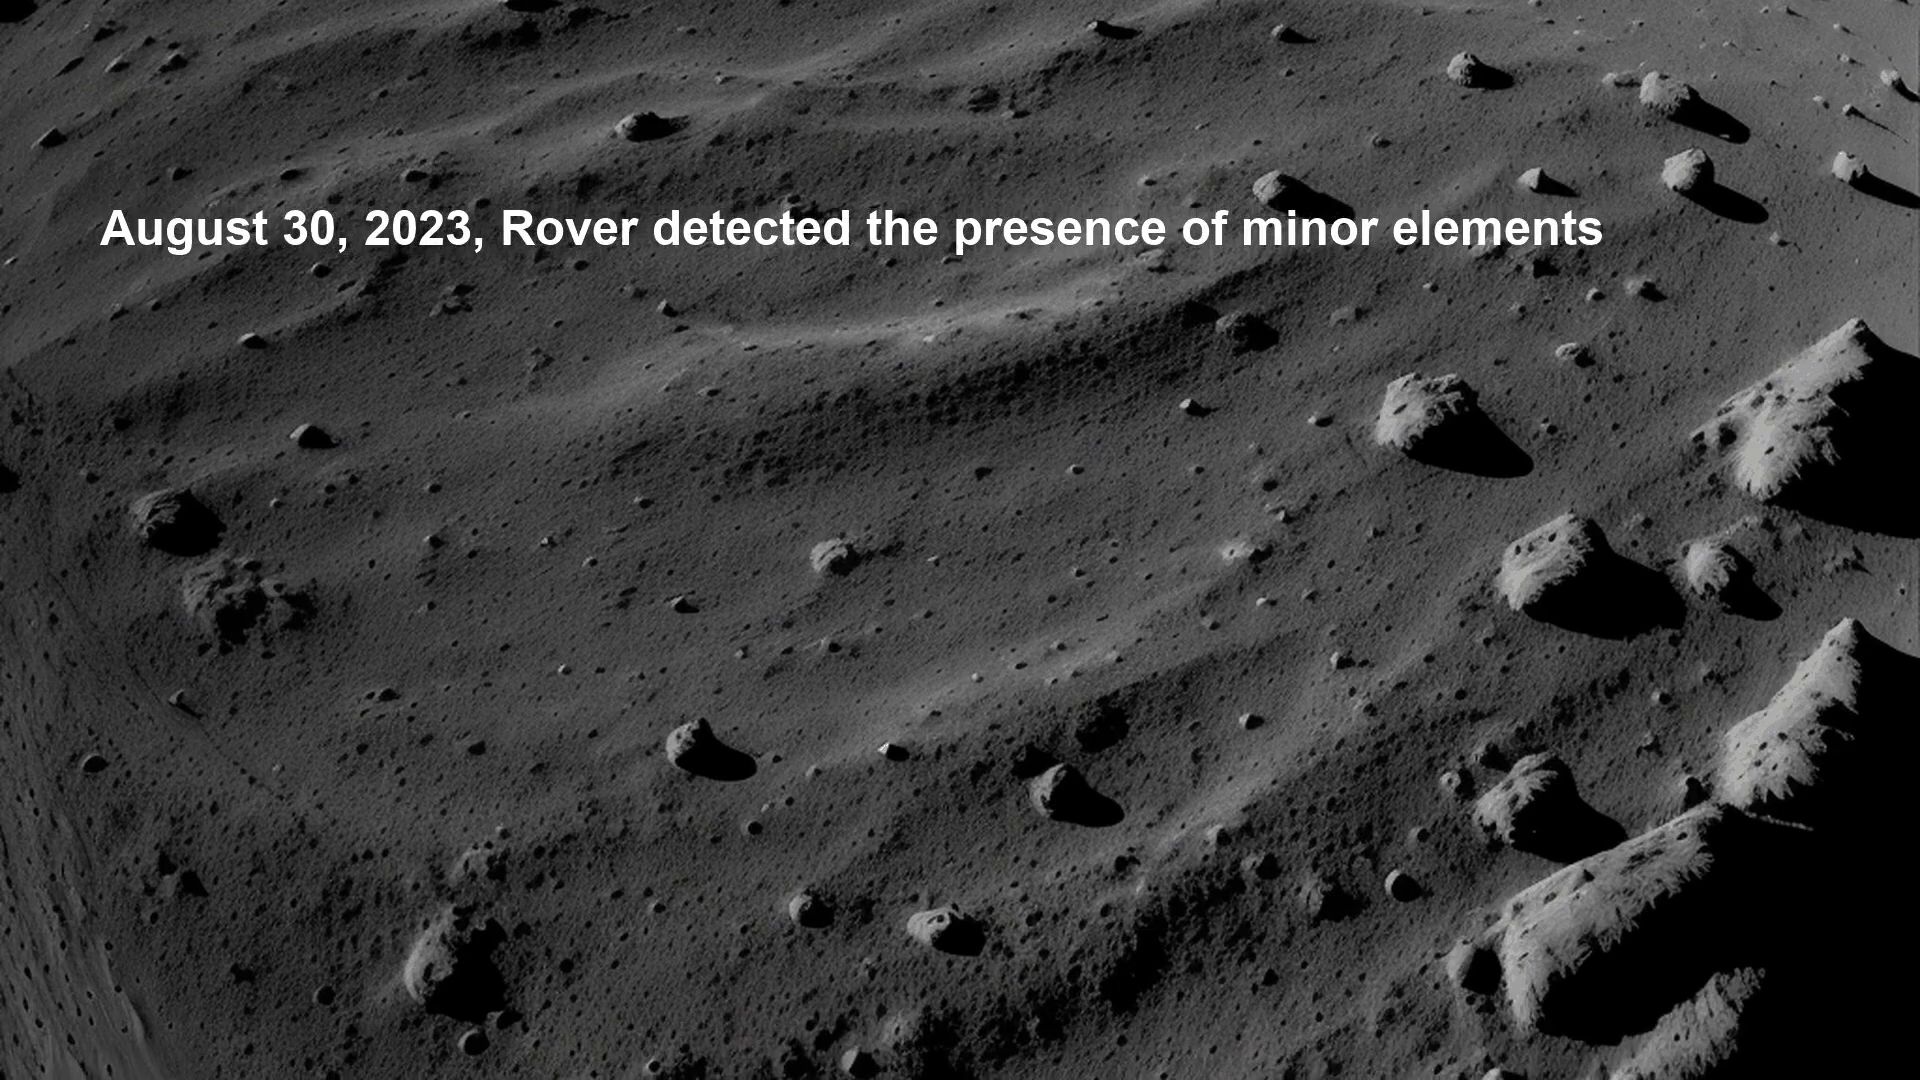 August 30, 2023, Rover detected the presence of minor elements